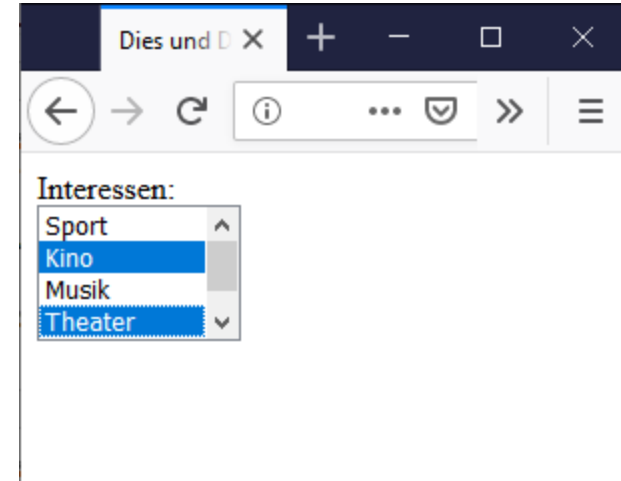 Dies und D
Interessen:
Sport
Kino
Musik
Theater